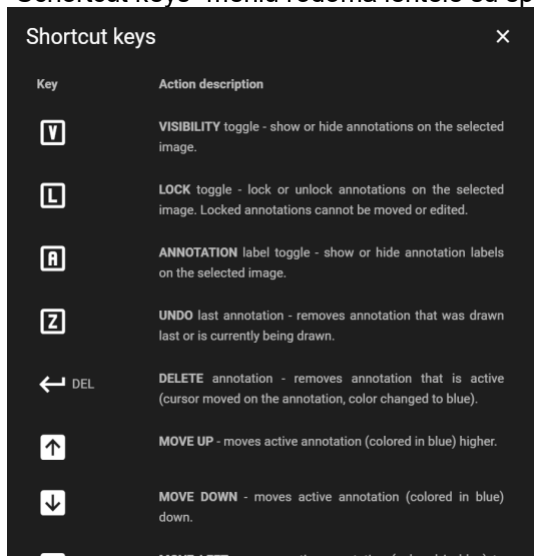 Shortcut keys
Key Action description
V VISIBILITY toggle - show or hide annotations on the selected
image.
L LOCK toggle - lock or unlock annotations on the selected
image. Locked annotations cannot be moved or edited.
A ANNOTATION label toggle - show or hide annotation labels
on the selected image.
Z UNDO last annotation - removes annotation that was drawn
last or is currently being drawn.
DEL DELETE annotation - removes annotation that is active
(cursor moved on the annotation, color changed to blue).
MOVE UP - moves active annotation (colored in blue) higher.
MOVE DOWN - moves active annotation (colored in blue)
down.